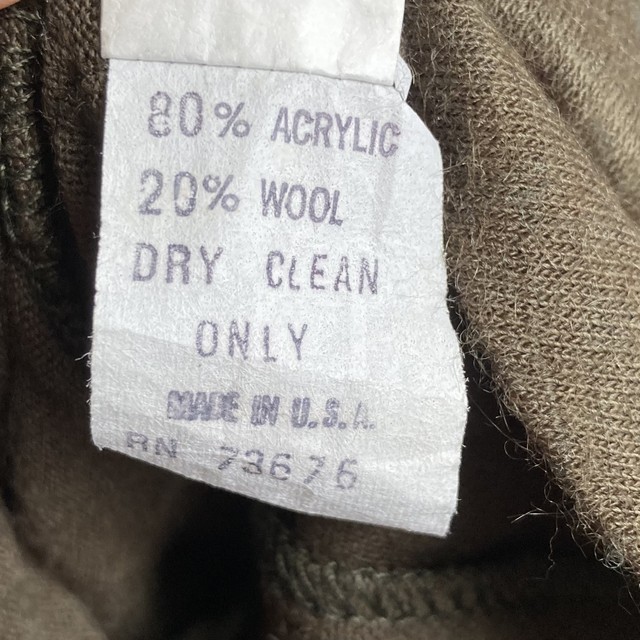 80% ACRYLIC
20% WOOL
DRY CLEAN
ONLY
MADE IN U.S.A.
RN 73676